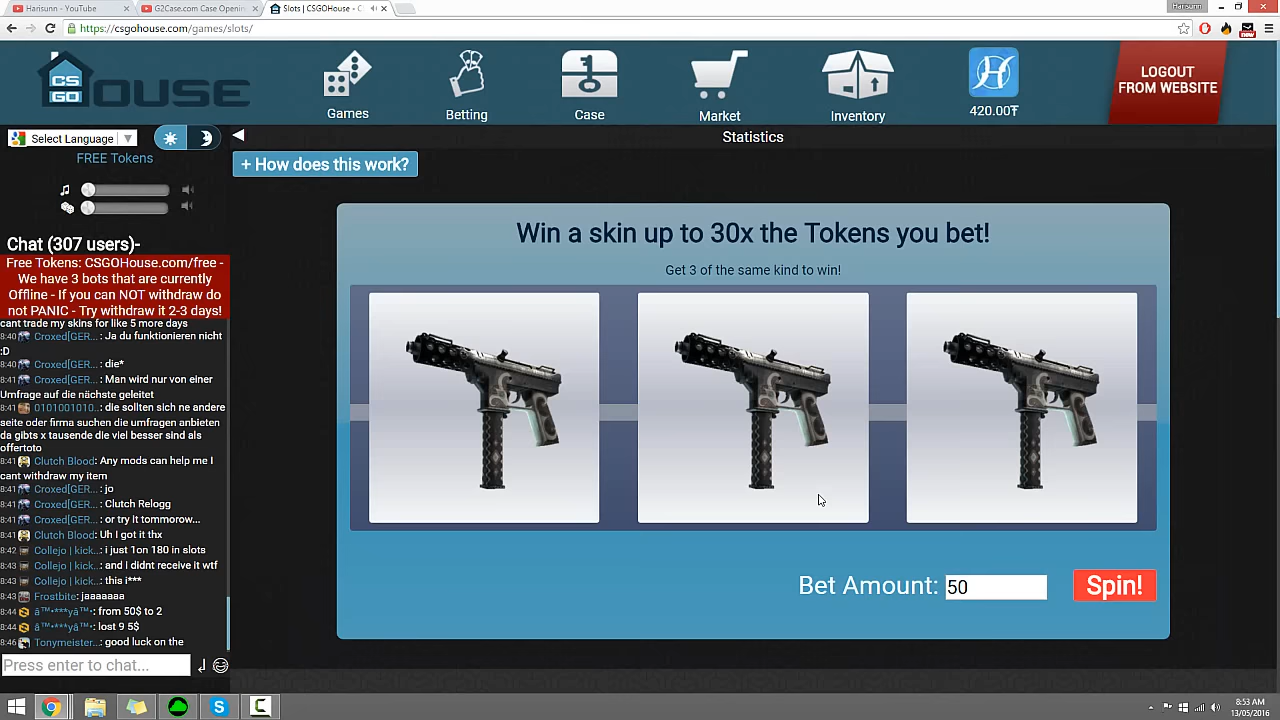 Harisunn - YouTube
G2Case.com Case Openin
Slots | CSGOHouse - C
Harisunn
https://csgohouse.com/games/slots/
CS
GO
HOUSE
Games
Betting
Case
Market
Inventory
420.00₸
LOGOUT
FROM WEBSITE
Select Language
FREE Tokens
Statistics
+ How does this work?
Chat (307 users)-
Free Tokens: CSGOHouse.com/free -
We have 3 bots that are currently
Offline - If you can NOT withdraw do
not PANIC - Try withdraw it 2-3 days!
cant trade my skins for like 5 more days
8:40 Croxed[GER... : Ja du funktionieren nicht
:D
8:40 Croxed[GER... : die*
8:41 Croxed[GER... : Man wird nur von einer
Umfrage auf die nächste geleitet
8:41 0101001010... : die sollten sich ne andere
seite oder firma suchen die umfragen anbieten
da gibts x tausende die viel besser sind als
offertoto
8:41 Clutch Blood: Any mods can help me I
cant withdraw my item
8:41 Croxed[GER... : jo
8:41 Croxed[GER... : Clutch Relogg
8:41 Croxed[GER... : or try It tommorow...
8:41 Clutch Blood: Uh I got it thx
8:42 Collejo | kick... : i just 1on 180 in slots
8:43 Collejo | kick... : and i didnt receive it wtf
8:43 Collejo | kick... : this i***
8:43 Frostbite: jaaaaaaa
8:44 â™•***yâ™•: from 50$ to 2
8:44 â™•***yâ™•: lost 9 5$
8:46 Tonymeister... : good luck on the
Press enter to chat...
Win a skin up to 30x the Tokens you bet!
Get 3 of the same kind to win!
Bet Amount: 50
Spin!
8:53 AM
13/05/2016